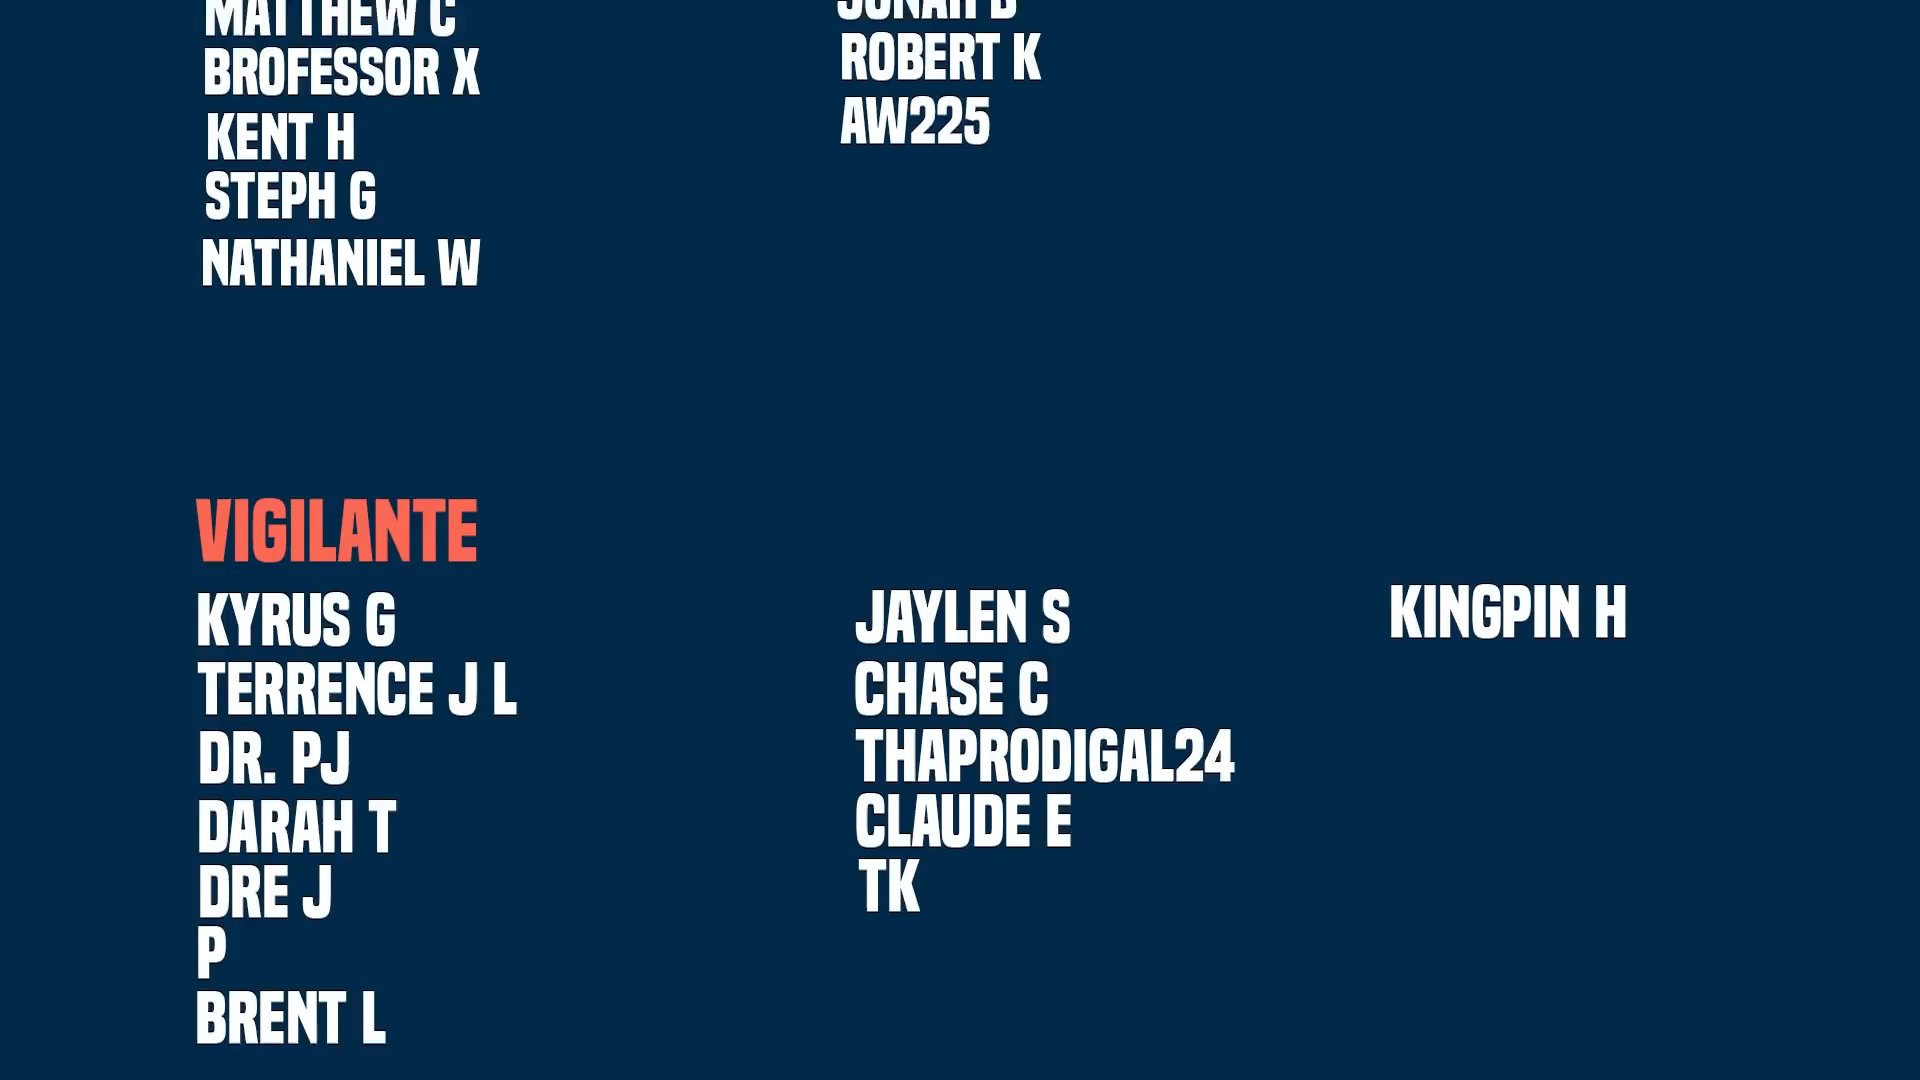 MATTHEW C
BROFESSOR X
KENT H
STEPH G
NATHANIEL W
ROBERT K
AW225
VIGILANTE
KYRUS G
TERRENCE J L
DR. PJ
DARAH T
DRE J
P
BRENT L
JAYLEN S
CHASE C
THAPRODIGAL24
CLAUDE E
TK
KINGPIN H